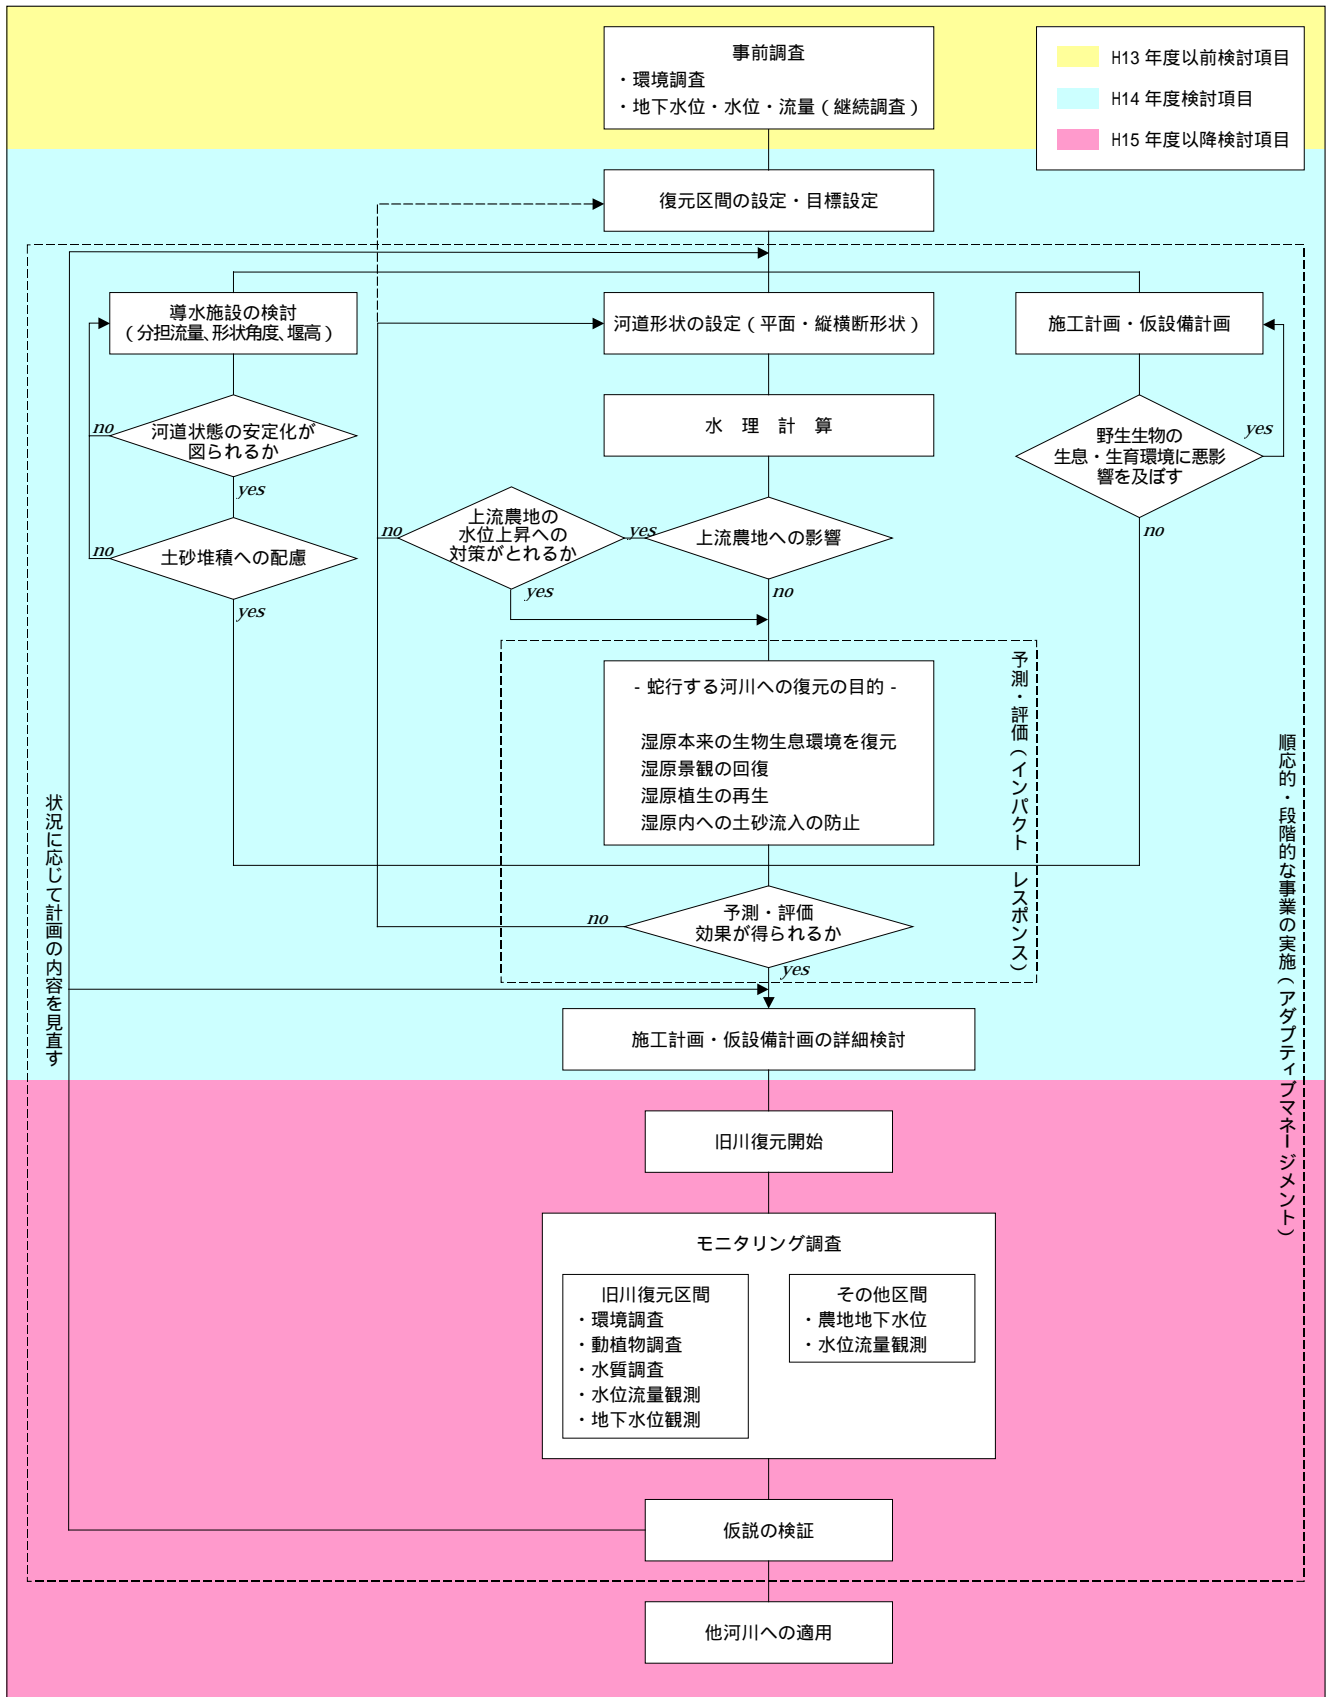 事前調査
・環境調査
・地下水位・水位・流量（継続調査）
H13 年度以前検討項目
H14 年度検討項目
H15 年度以降検討項目
復元区間の設定・目標設定
導水施設の検討
（分担流量、形状角度、堰高）
河道形状の設定（平面・縦横断形状）
施工計画・仮設備計画
水 理 計 算
河道状態の安定化が
図られるか
no
yes
野生生物の
生息・生育環境に悪影
響を及ぼす
yes
no
土砂堆積への配慮
no
yes
上流農地の
水位上昇への
対策がとれるか
no
yes
yes
上流農地への影響
no
- 蛇行する河川への復元の目的 -
湿原本来の生物生息環境を復元
湿原景観の回復
湿原植生の再生
湿原内への土砂流入の防止
予測・評価（インパクト レスポンス）
予測・評価
効果が得られるか
no
yes
状況に応じて計画の内容を見直す
順応的・段階的な事業の実施（アダプティブマネージメント）
施工計画・仮設備計画の詳細検討
旧川復元開始
モニタリング調査
旧川復元区間
・環境調査
・動植物調査
・水質調査
・水位流量観測
・地下水位観測
その他区間
・農地地下水位
・水位流量観測
仮説の検証
他河川への適用